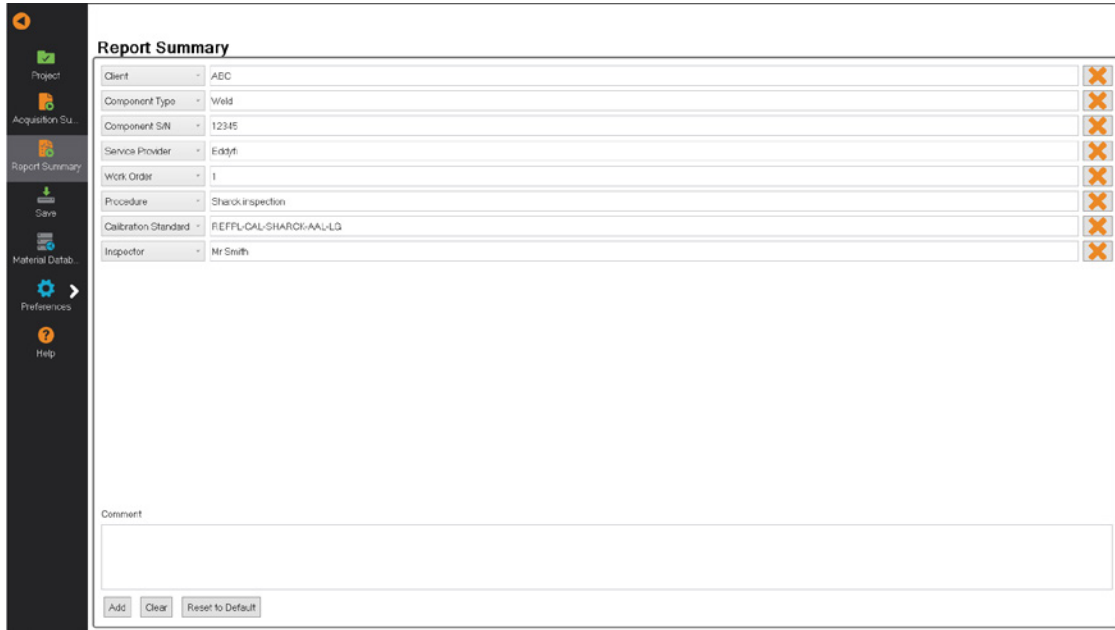 Report Summary
Project
Acquisition Su...
Report Summary
Save
Material Datab...
Preferences
Help
Client ABC
Component Type Weld
Component S/N 12345
Service Provider Eddyfi
Work Order 1
Procedure Sharck inspection
Calibration Standard REFPL-CAL-SHARCK-AAL-LG
Inspector Mr Smith
Comment
Add Clear Reset to Default